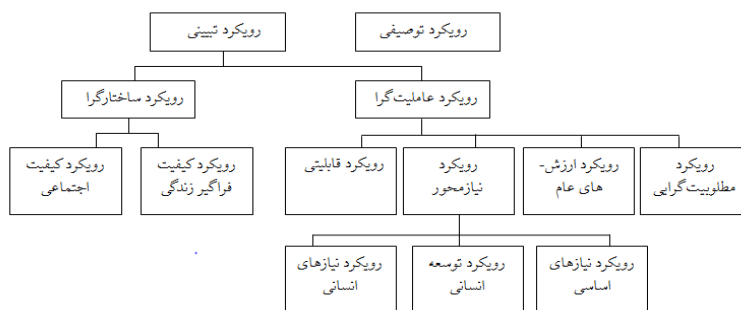 رویکرد توصیفی
رویکرد تبیینی
رویکرد عاملیت‌گرا
رویکرد ساختارگرا
رویکرد
مطلوبیت‌گرایی
رویکرد ارزش-
های عام
رویکرد
نیازمحور
رویکرد قابلیتی
رویکرد کیفیت
فراگیر زندگی
رویکرد کیفیت
اجتماعی
رویکرد نیازهای
اساسی
رویکرد توسعه
انسانی
رویکرد نیازهای
انسانی